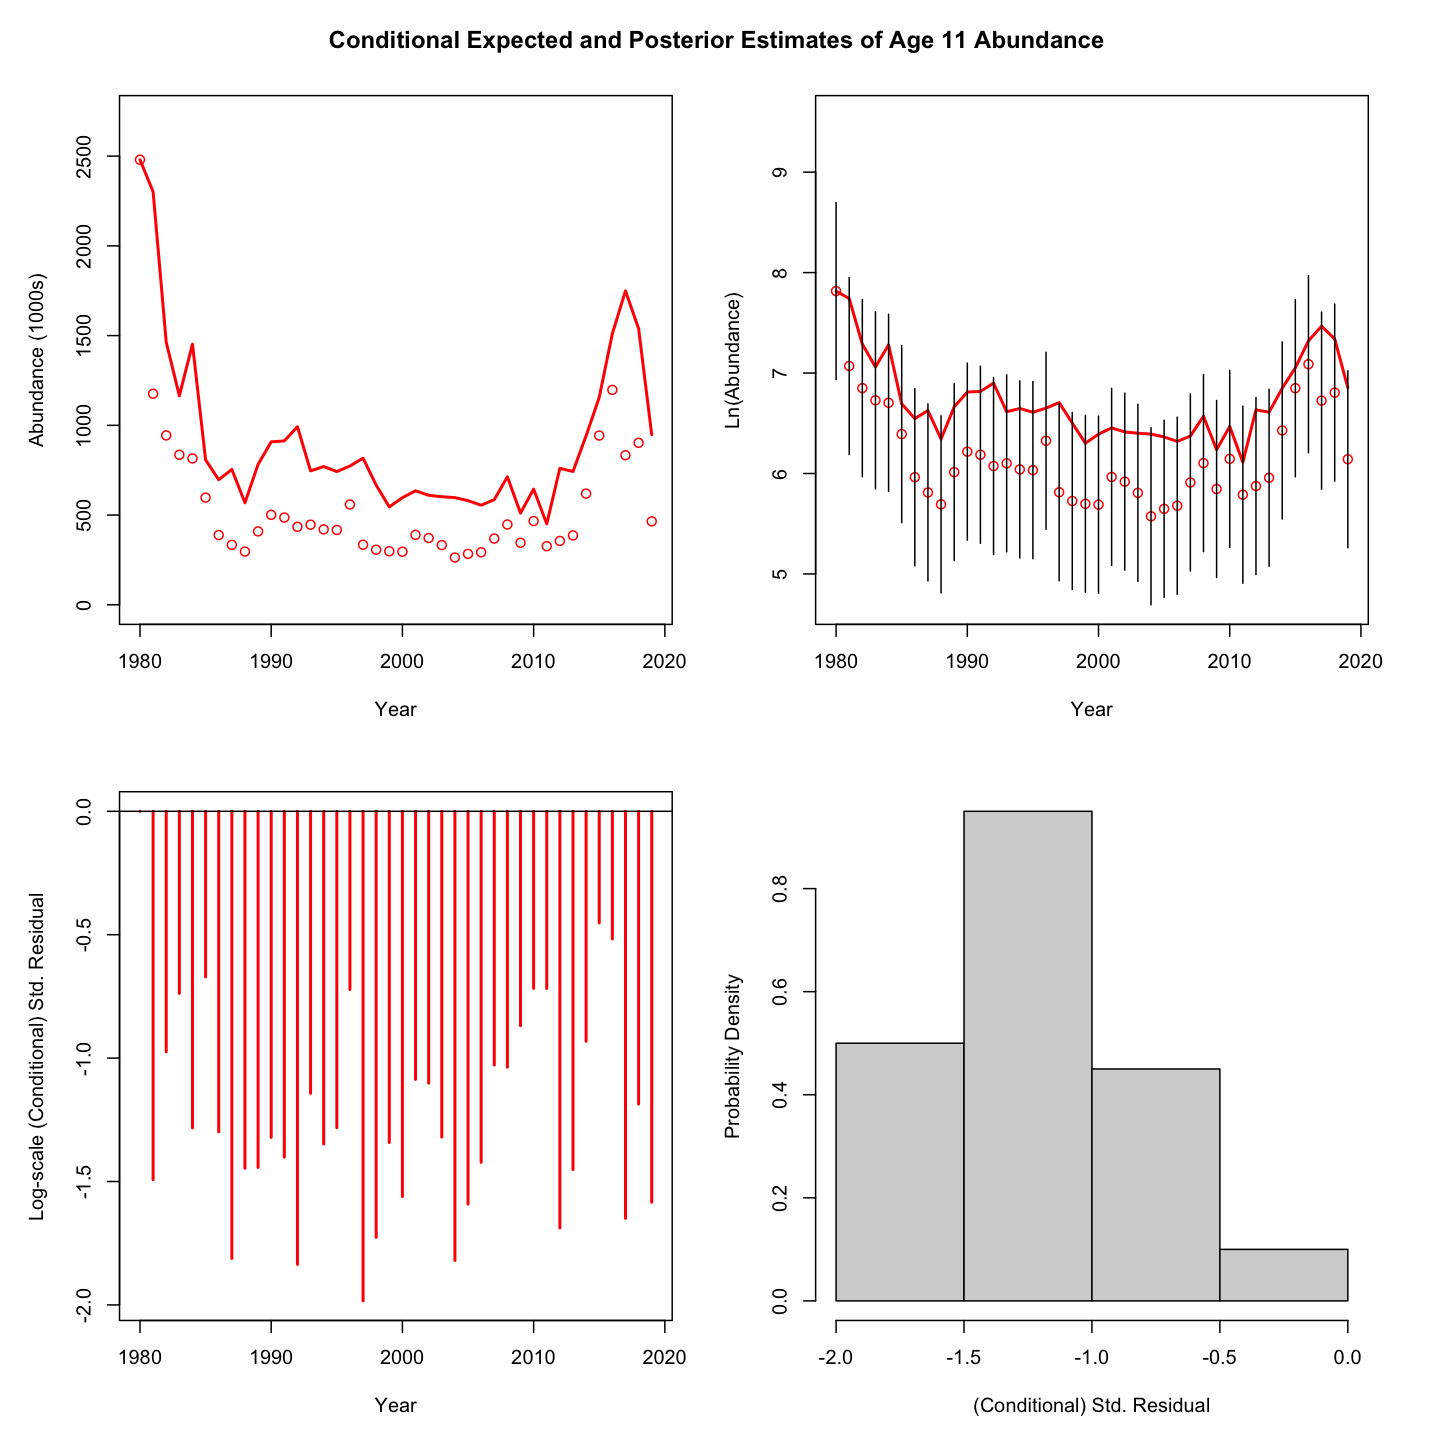 Conditional Expected and Posterior Estimates of Age 11 Abundance
Abundance (1000s)
2500
2000
1500
1000
500
0
1980 1990 2000 2010 2020
Year
Ln(Abundance)
9
8
7
6
5
1980 1990 2000 2010 2020
Year
Log-scale (Conditional) Std. Residual
0.0
-0.5
-1.0
-1.5
-2.0
1980 1990 2000 2010 2020
Year
Probability Density
0.8
0.6
0.4
0.2
0.0
-2.0 -1.5 -1.0 -0.5 0.0
(Conditional) Std. Residual